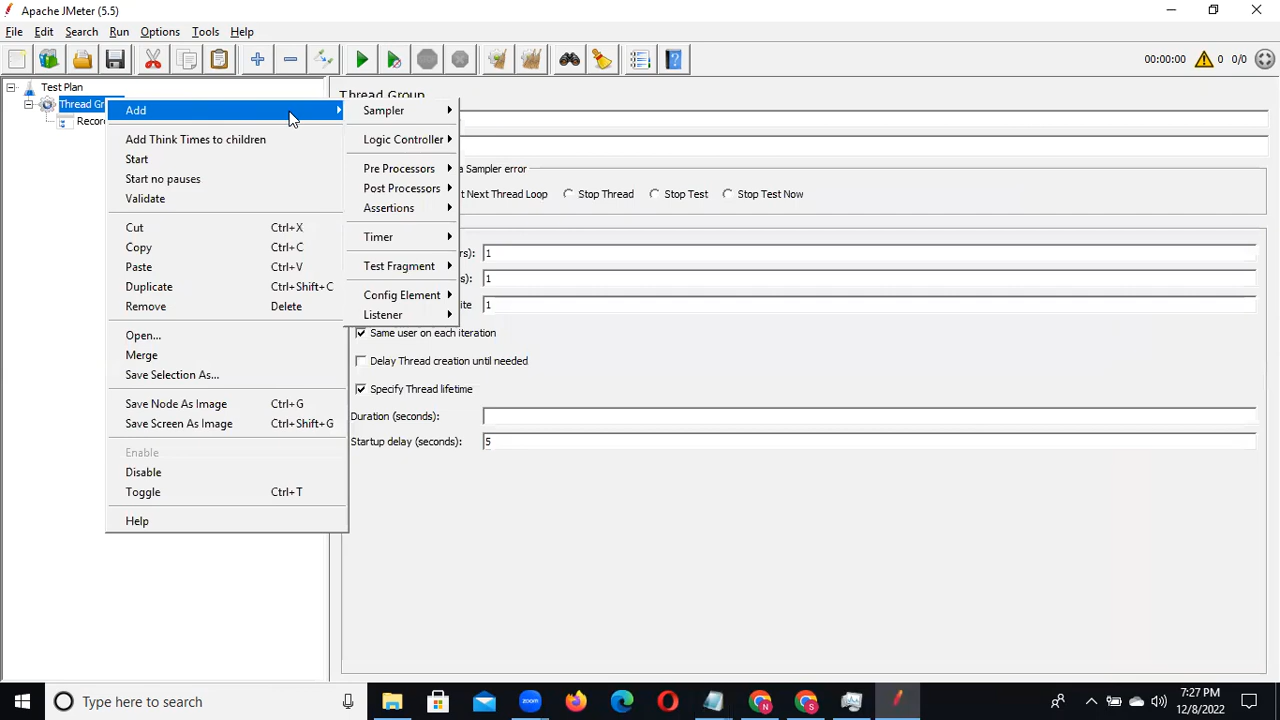 Apache JMeter (5.5)
File Edit Search Run Options Tools Help
00:00:00 0 0/0
Test Plan
Thread Gr
Recor
Thread Group
Add
Add Think Times to children
Start
Start no pauses
Validate
Cut Ctrl+X
Copy Ctrl+C
Paste Ctrl+V
Duplicate Ctrl+Shift+C
Remove Delete
Open...
Merge
Save Selection As...
Save Node As Image Ctrl+G
Save Screen As Image Ctrl+Shift+G
Enable
Disable
Toggle Ctrl+T
Help
Sampler
Logic Controller
Pre Processors
Post Processors
Assertions
Timer
Test Fragment
Config Element
Listener
a Sampler error
t Next Thread Loop Stop Thread Stop Test Stop Test Now
rs): 1
s): 1
ite 1
Same user on each iteration
Delay Thread creation until needed
Specify Thread lifetime
Duration (seconds):
Startup delay (seconds): 5
Type here to search
zoom
N
S
7:27 PM
12/8/2022